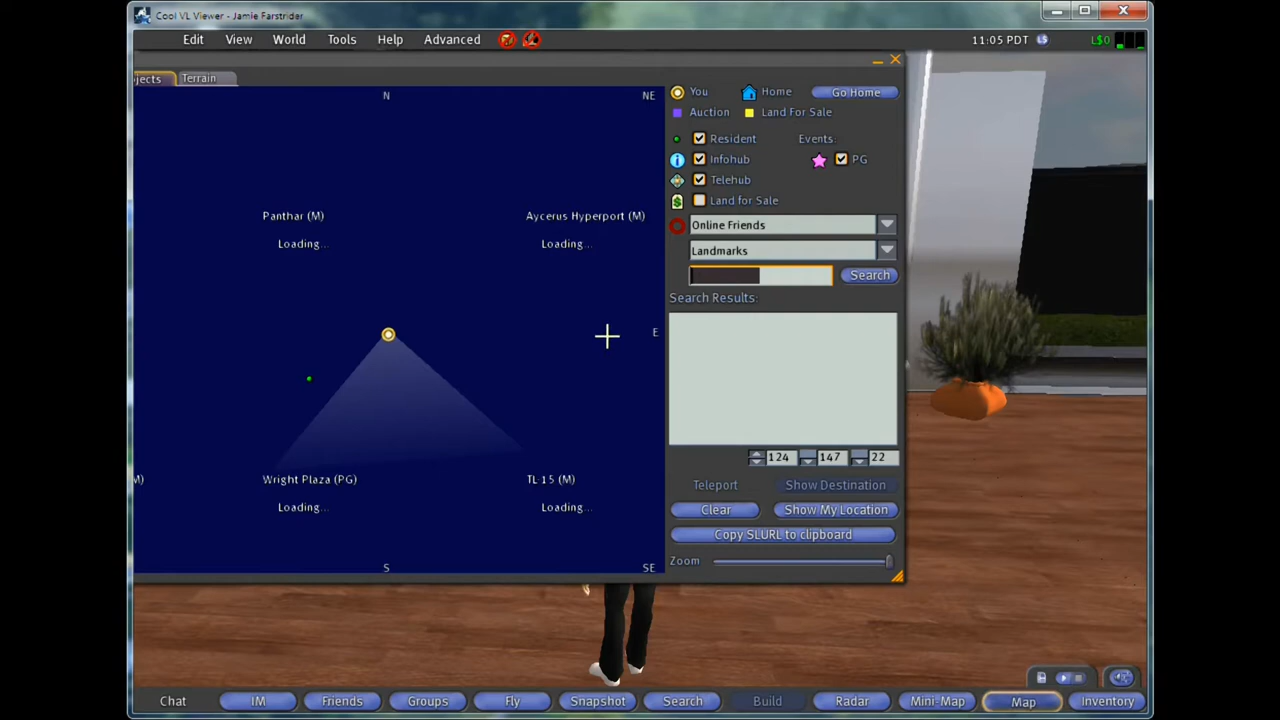 Cool VL Viewer - Jamie Farstrider
Edit View World Tools Help Advanced 11:05 PDT L$0
jects Terrain
N NE
You Home Go Home
Auction Land For Sale
Resident Events:
Infohub PG
Telehub
Land for Sale
Panthar (M) Aycerus Hyperport (M)
Loading... Loading...
Online Friends
Landmarks
Search
Search Results:
E
124 147 22
M) Wright Plaza (PG) TL 15 (M)
Loading... Loading...
Teleport Show Destination
Clear Show My Location
Copy SLURL to clipboard
Zoom
S SE
Chat IM Friends Groups Fly Snapshot Search Build Radar Mini-Map Map Inventory